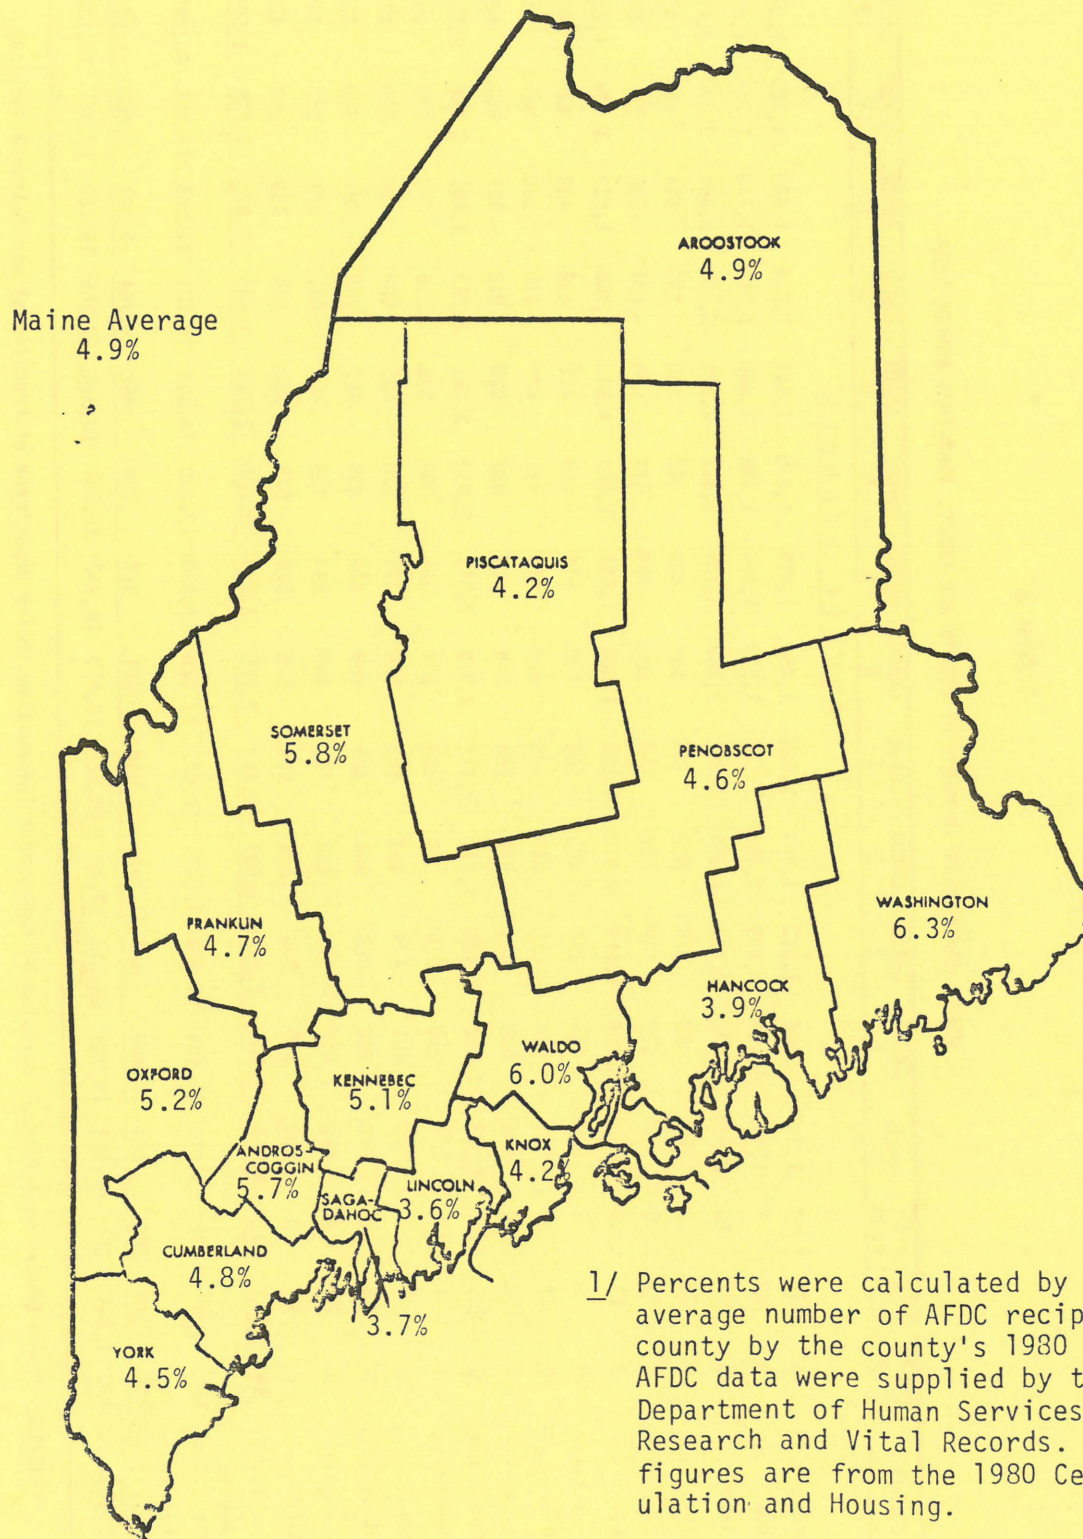 AROOSTOOK
4.9%
Maine Average
4.9%
PISCATAQUIS
4.2%
SOMERSET
5.8%
PENOBSCOT
4.6%
FRANKLIN
4.7%
WASHINGTON
6.3%
HANCOCK
3.9%
WALDO
6.0%
OXFORD
5.2%
KENNEBEC
5.1%
KNOX
4.2%
ANDROS-
COGGIN
5.7%
SAGA-
DAHOC
LINCOLN
3.6%
CUMBERLAND
4.8%
3.7%
YORK
4.5%
1/ Percents were calculated by
average number of AFDC recip
county by the county's 1980
AFDC data were supplied by t
Department of Human Services
Research and Vital Records.
figures are from the 1980 Ce
ulation and Housing.